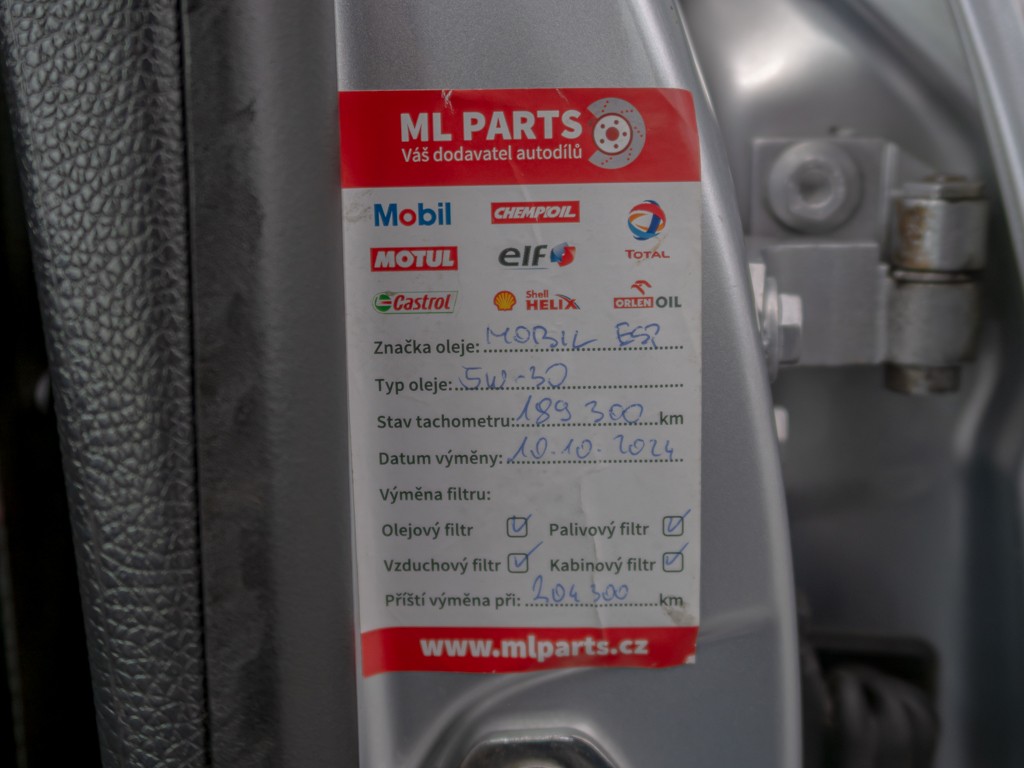 ML PARTS
Váš dodavatel autodílů
Mobil CHEMPIOIL TOTAL
MOTUL elf
Castrol Shell HELIX ORLEN OIL
Značka oleje: MOBIL ESP
Typ oleje: 5W-30
Stav tachometru: 189 300 km
Datum výměny: 10.10.2024
Výměna filtru:
Olejový filtr Palivový filtr
Vzduchový filtr Kabinový filtr
Příští výměna při: 204 300 km
www.mlparts.cz